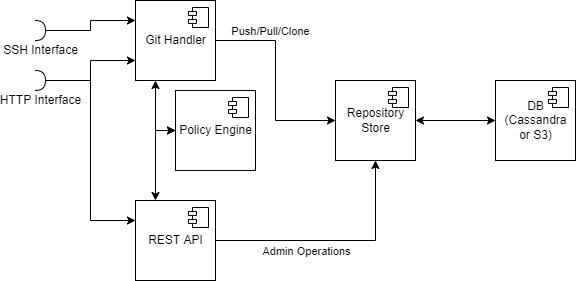 Git Handler
Push/Pull/Clone
SSH Interface
HTTP Interface
Policy Engine
Repository
Store
DB
(Cassandra
or S3)
REST API
Admin Operations